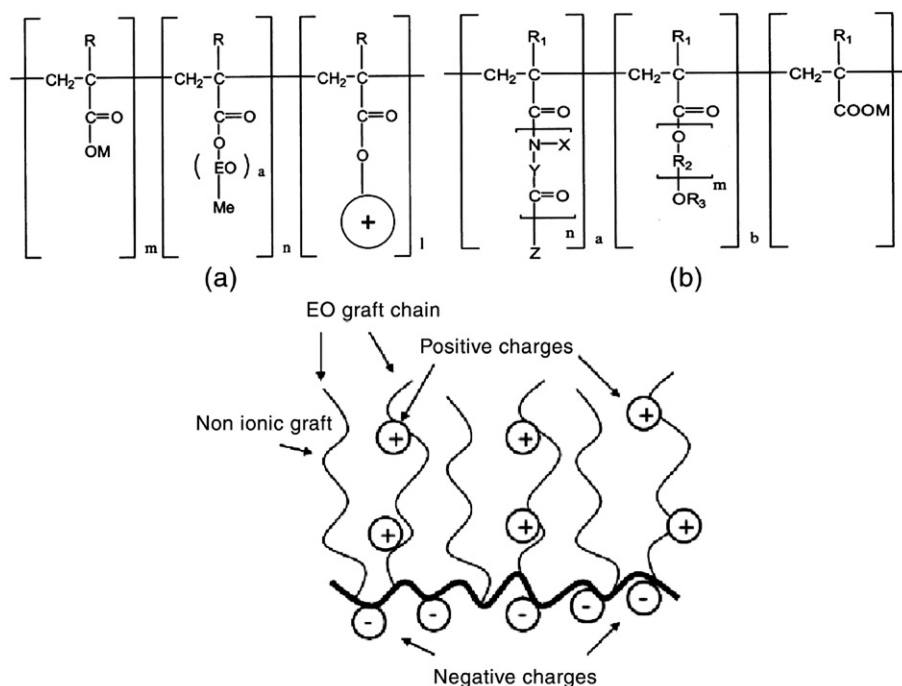 R R R
CH₂—C CH₂—C CH₂—C
C=O C=O C=O
OM O O
(EO) a
Me +
m n l
(a)
R₁ R₁ R₁
CH₂—C CH₂—C CH₂—C
C=O C=O COOM
N—X O
Y R₂
C=O m
OR₃
n a b
Z
(b)
EO graft chain
Positive charges
Non ionic graft
+ + +
+ + +
- - - - -
Negative charges